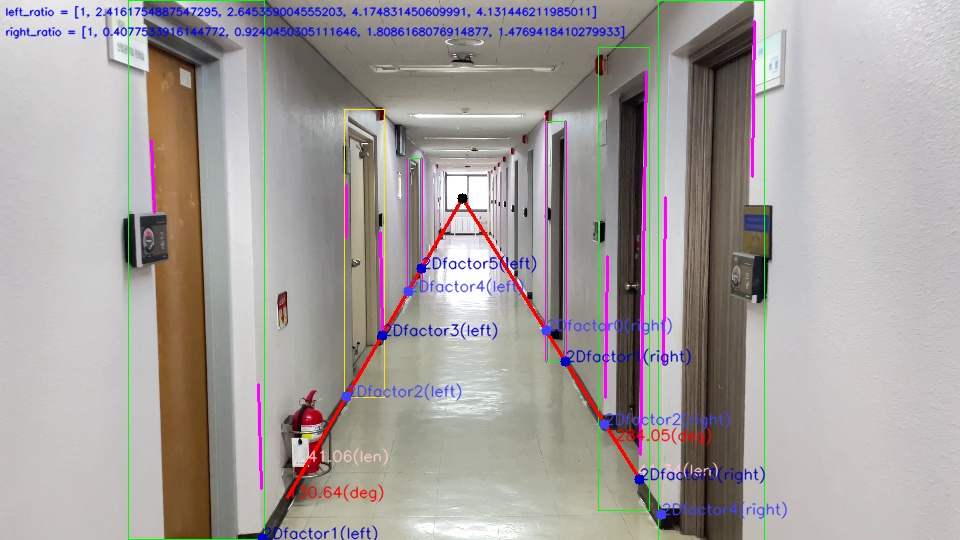 left_ratio = [1, 2.4161754887547295, 2.645359004555203, 4.174831450609991, 4.131446211985011]
right_ratio = [1, 0.4077533916144772, 0.9240450305111646, 1.8086168076914877, 1.4769418410279933]
2Dfactor5(left)
2Dfactor4(left)
2Dfactor3(left)
2Dfactor0(right)
2Dfactor1(right)
2Dfactor2(left)
2Dfactor2(right)
284.05(deg)
41.06(len)
(len)
2Dfactor3(right)
30.64(deg)
2Dfactor4(right)
2Dfactor1(left)